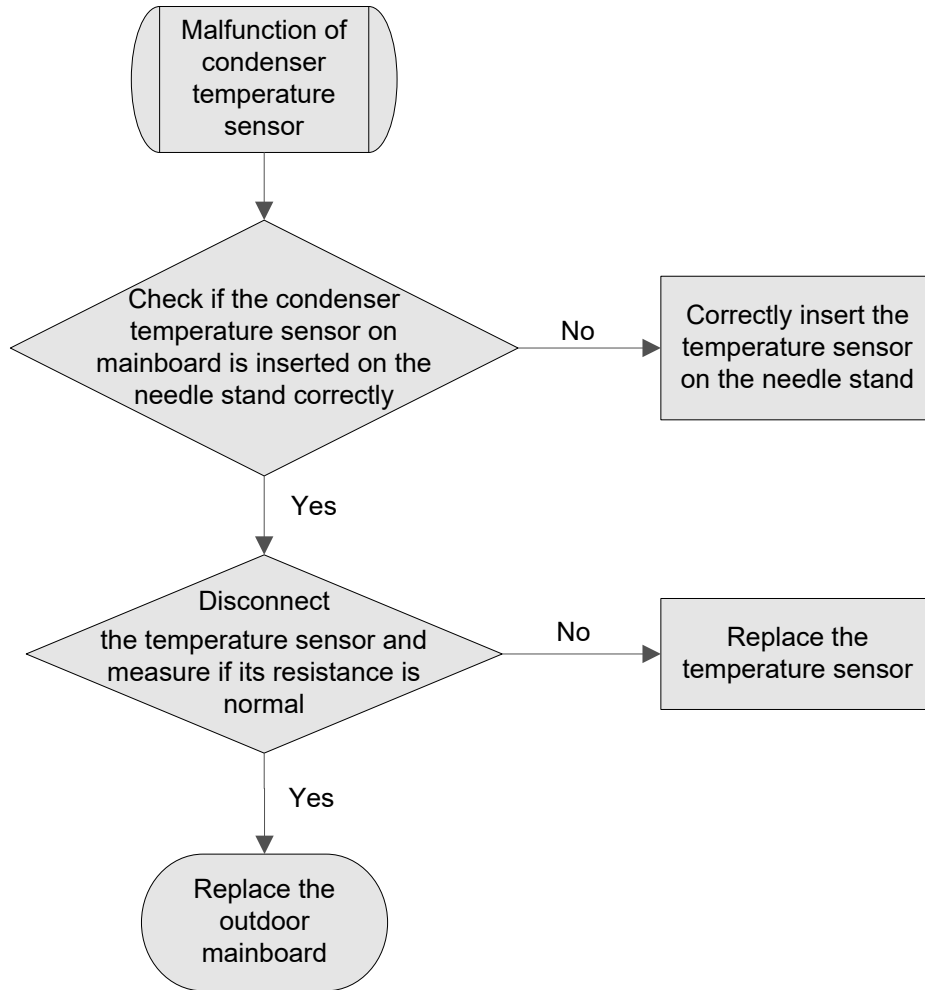 Malfunction of
condenser
temperature
sensor
Check if the condenser
temperature sensor on
mainboard is inserted on the
needle stand correctly
No
Correctly insert the
temperature sensor
on the needle stand
Yes
Disconnect
the temperature sensor and
measure if its resistance is
normal
No
Replace the
temperature sensor
Yes
Replace the
outdoor
mainboard